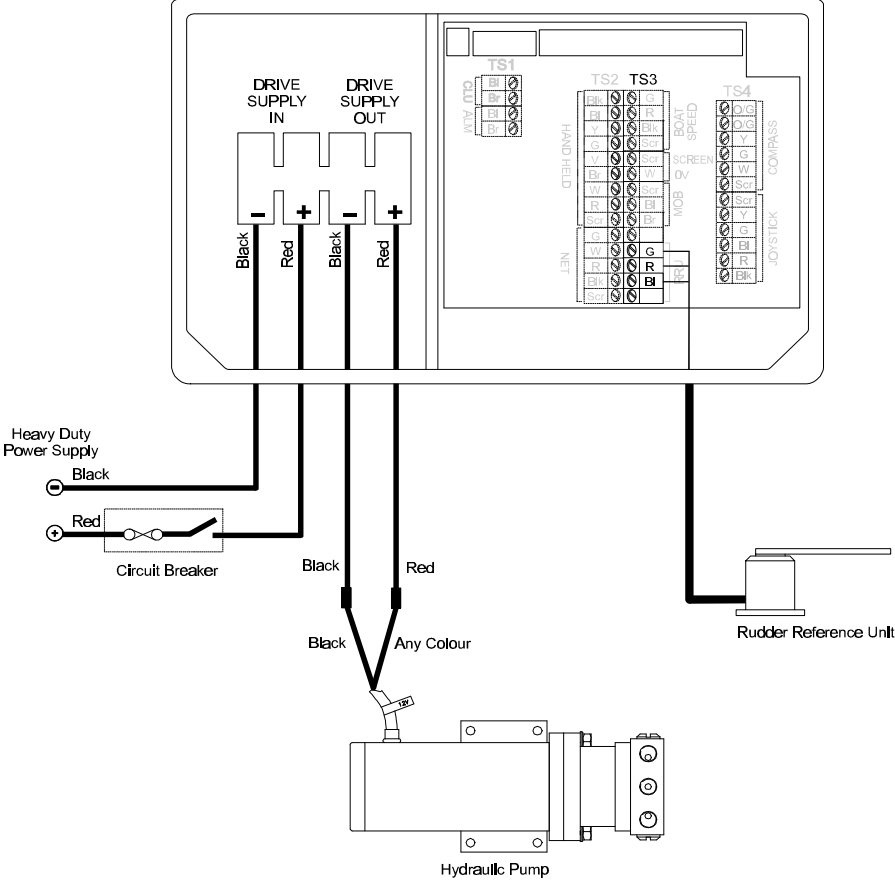 DRIVE
SUPPLY
IN
DRIVE
SUPPLY
OUT
TS1
CLU
Bl
Br
ALM
Bl
Br
TS2
TS3
TS4
HAND HELD
Blk
Bl
Y
G
V
Br
W
R
Scr
NET
G
W
R
Blk
Scr
G
R
Blk
Scr
BOAT
SPEED
Scr
SCREEN
W
0V
Scr
Bl
Br
MOB
G
R
Bl
RRU
O/G
O/G
Y
G
W
Scr
COMPASS
Scr
Y
G
Bl
R
Blk
JOYSTICK
– + – +
Black
Red
Black
Red
Heavy Duty
Power Supply
Black
Red
Circuit Breaker
Black
Red
Black
Any Colour
12V
Rudder Reference Unit
Hydraulic Pump